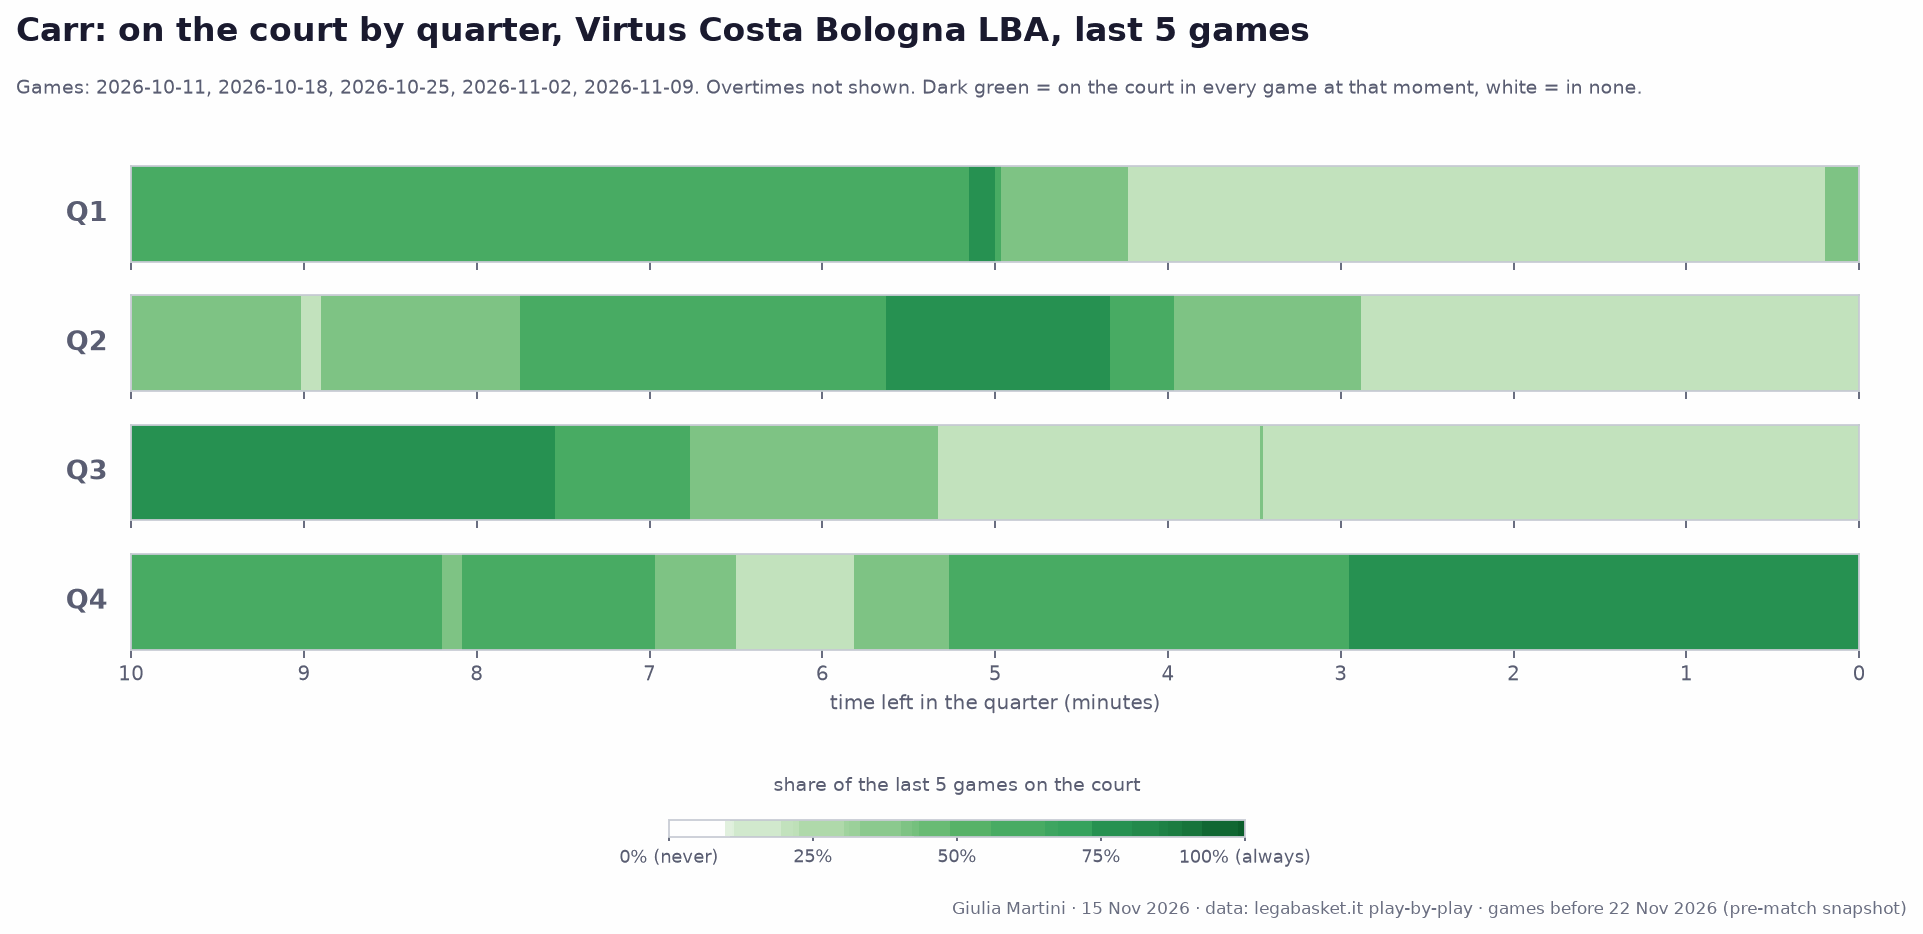 Carr: on the court by quarter, Virtus Costa Bologna LBA, last 5 games
Games: 2026-10-11, 2026-10-18, 2026-10-25, 2026-11-02, 2026-11-09. Overtimes not shown. Dark green = on the court in every game at that moment, white = in none.
Q1
Q2
Q3
Q4
10 9 8 7 6 5 4 3 2 1 0
time left in the quarter (minutes)
share of the last 5 games on the court
0% (never) 25% 50% 75% 100% (always)
Giulia Martini · 15 Nov 2026 · data: legabasket.it play-by-play · games before 22 Nov 2026 (pre-match snapshot)